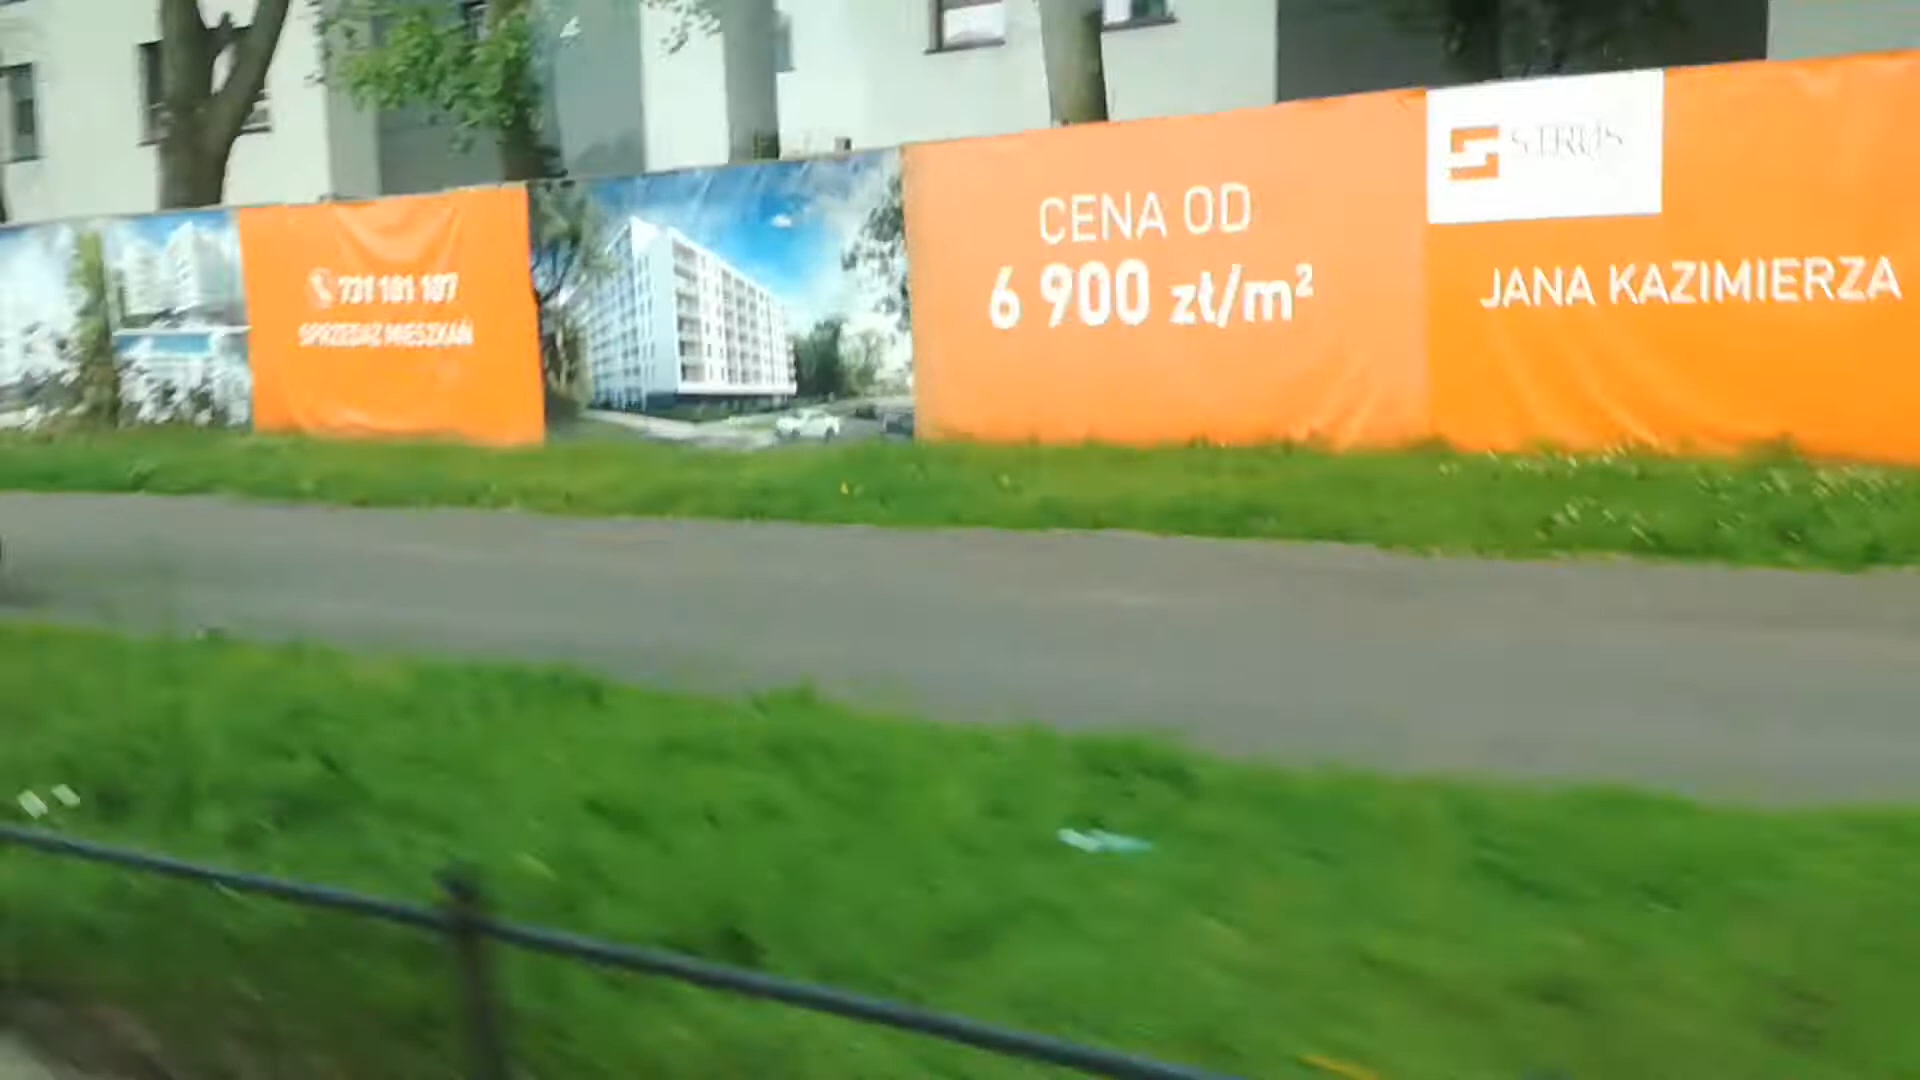 731 181 187
SPRZEDAŻ MIESZKAŃ
CENA OD
6 900 zł/m²
JANA KAZIMIERZA